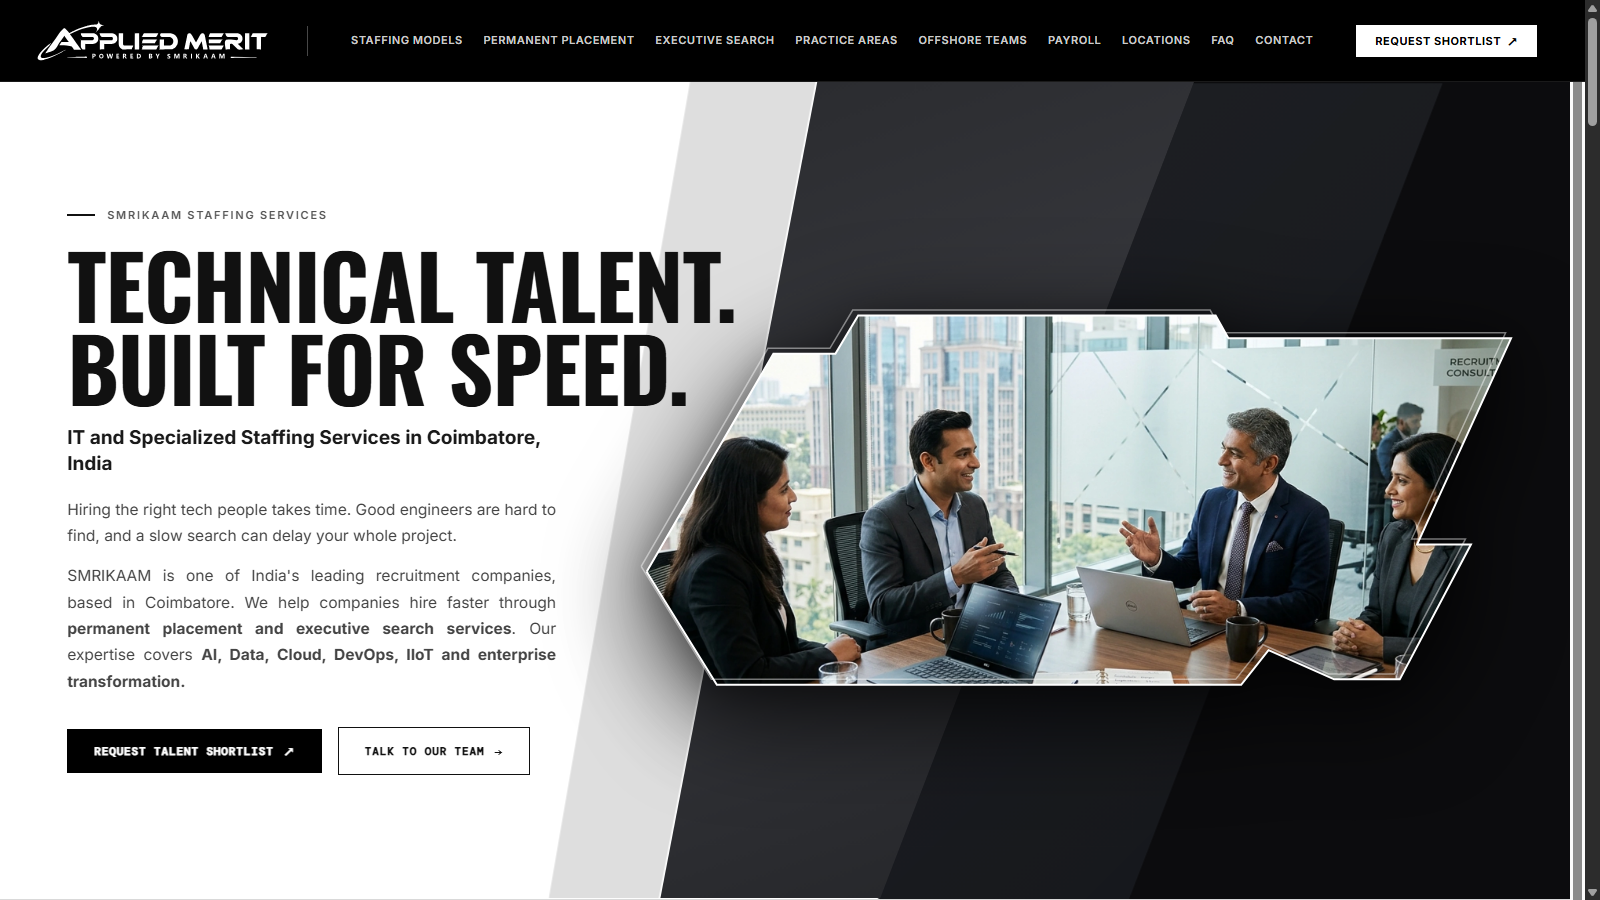 APPLIED MERIT
POWERED BY SMRIKAAM
STAFFING MODELS PERMANENT PLACEMENT EXECUTIVE SEARCH PRACTICE AREAS OFFSHORE TEAMS PAYROLL LOCATIONS FAQ CONTACT
REQUEST SHORTLIST ↗
SMRIKAAM STAFFING SERVICES
TECHNICAL TALENT.
BUILT FOR SPEED.
IT and Specialized Staffing Services in Coimbatore,
India
Hiring the right tech people takes time. Good engineers are hard to
find, and a slow search can delay your whole project.
SMRIKAAM is one of India's leading recruitment companies,
based in Coimbatore. We help companies hire faster through
permanent placement and executive search services. Our
expertise covers AI, Data, Cloud, DevOps, IIoT and enterprise
transformation.
REQUEST TALENT SHORTLIST ↗
TALK TO OUR TEAM →
RECRUIT
CONSULT
DELL